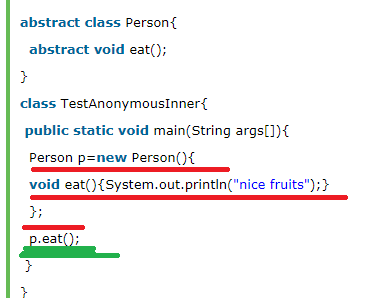 abstract class Person{
abstract void eat();
}
class TestAnonymousInner{
public static void main(String args[]){
Person p=new Person(){
void eat(){System.out.println("nice fruits");}
};
p.eat();
}
}